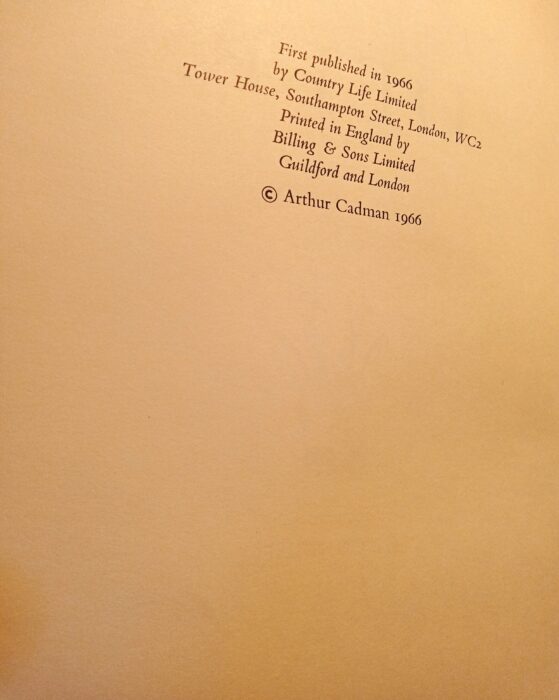 First published in 1966
by Country Life Limited
Tower House, Southampton Street, London, WC2
Printed in England by
Billing & Sons Limited
Guildford and London
© Arthur Cadman 1966